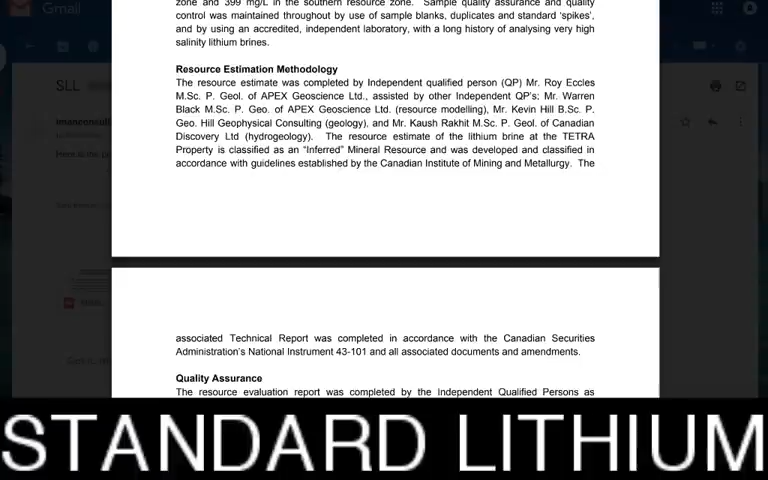 Gmail
zone and 399 mg/L in the southern resource zone. Sample quality assurance and quality
control was maintained throughout by use of sample blanks, duplicates and standard 'spikes',
and by using an accredited, independent laboratory, with a long history of analysing very high
salinity lithium brines.
SLL
Resource Estimation Methodology
The resource estimate was completed by Independent qualified person (QP) Mr. Roy Eccles
M.Sc. P. Geol. of APEX Geoscience Ltd., assisted by other Independent QP's: Mr. Warren
Black M.Sc. P. Geo. of APEX Geoscience Ltd. (resource modelling), Mr. Kevin Hill B.Sc. P.
Geo. Hill Geophysical Consulting (geology), and Mr. Kaush Rakhit M.Sc. P. Geol. of Canadian
Discovery Ltd (hydrogeology). The resource estimate of the lithium brine at the TETRA
Property is classified as an "Inferred" Mineral Resource and was developed and classified in
accordance with guidelines established by the Canadian Institute of Mining and Metallurgy. The
associated Technical Report was completed in accordance with the Canadian Securities
Administration's National Instrument 43-101 and all associated documents and amendments.
Quality Assurance
The resource evaluation report was completed by the Independent Qualified Persons as
STANDARD LITHIUM